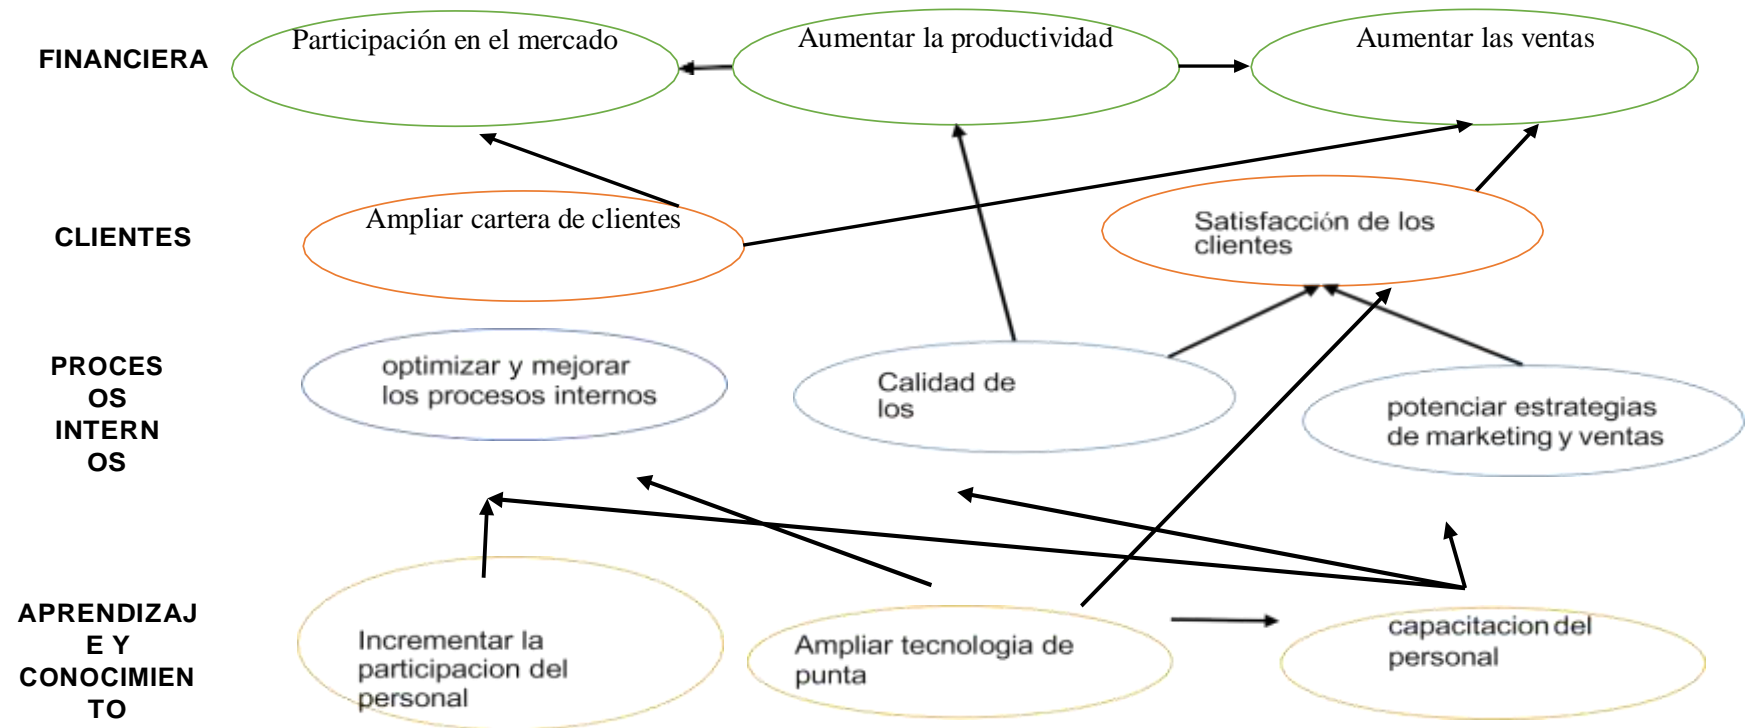 FINANCIERA
Participación en el mercado
Aumentar la productividad
Aumentar las ventas
CLIENTES
Ampliar cartera de clientes
Satisfacción de los
clientes
PROCES
OS
INTERN
OS
optimizar y mejorar
los procesos internos
Calidad de
los
potenciar estrategias
de marketing y ventas
APRENDIZAJ
E Y
CONOCIMIEN
TO
Incrementar la
participacion del
personal
Ampliar tecnologia de
punta
capacitacion del
personal